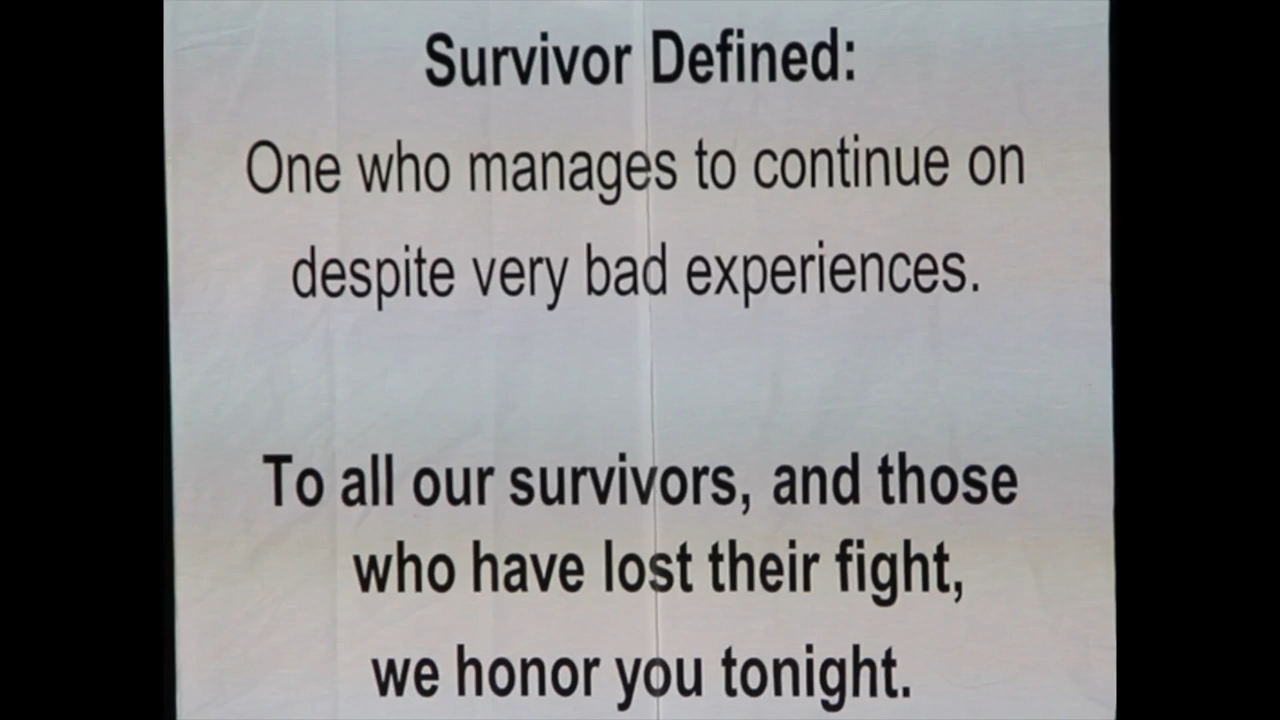 Survivor Defined:
One who manages to continue on
despite very bad experiences.
To all our survivors, and those
who have lost their fight,
we honor you tonight.